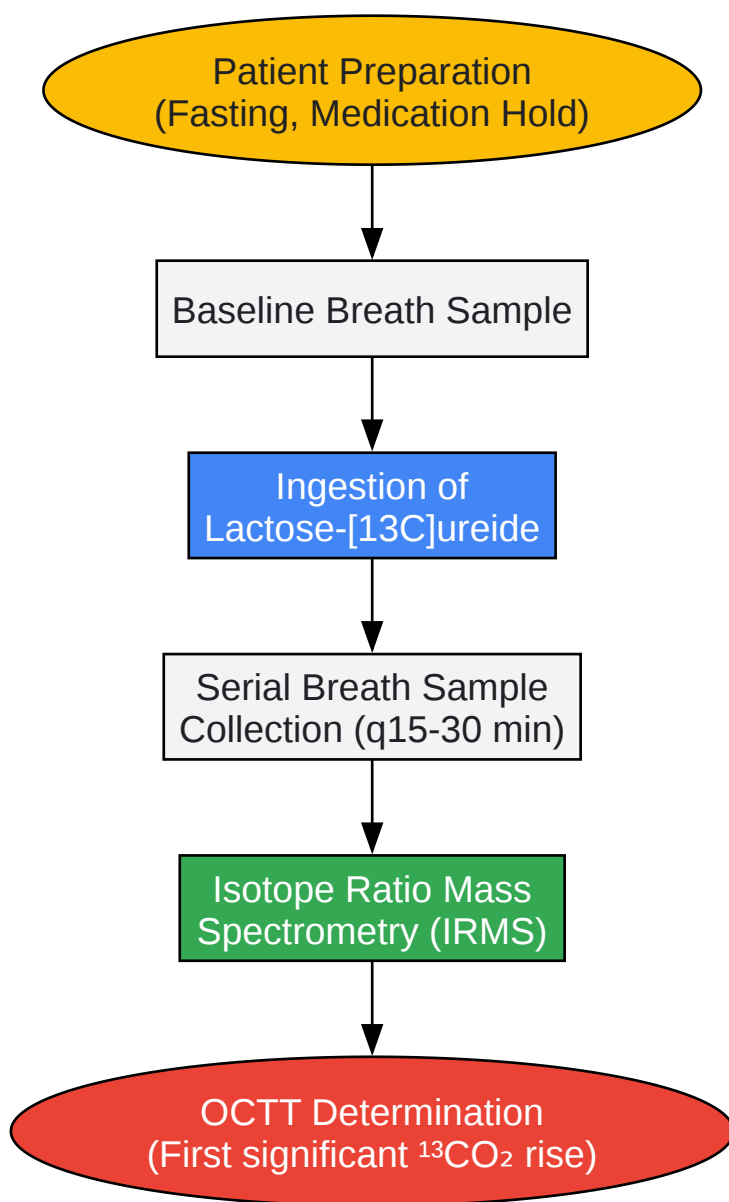 Patient Preparation
(Fasting, Medication Hold)
Baseline Breath Sample
Ingestion of
Lactose-[13C]ureide
Serial Breath Sample
Collection (q15-30 min)
Isotope Ratio Mass
Spectrometry (IRMS)
OCTT Determination
(First significant ¹³CO₂ rise)